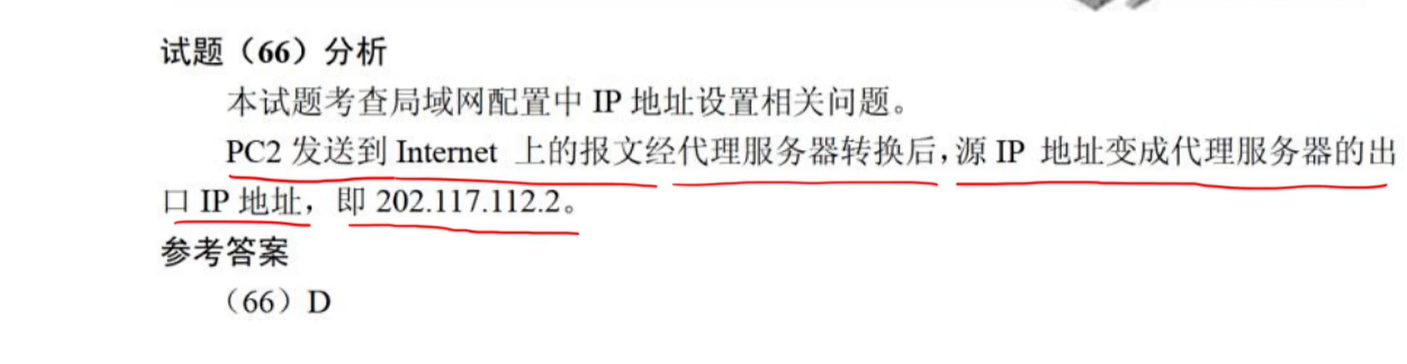 试题（66）分析
本试题考查局域网配置中 IP 地址设置相关问题。
PC2 发送到 Internet 上的报文经代理服务器转换后，源 IP 地址变成代理服务器的出
口 IP 地址，即 202.117.112.2。
参考答案
（66）D